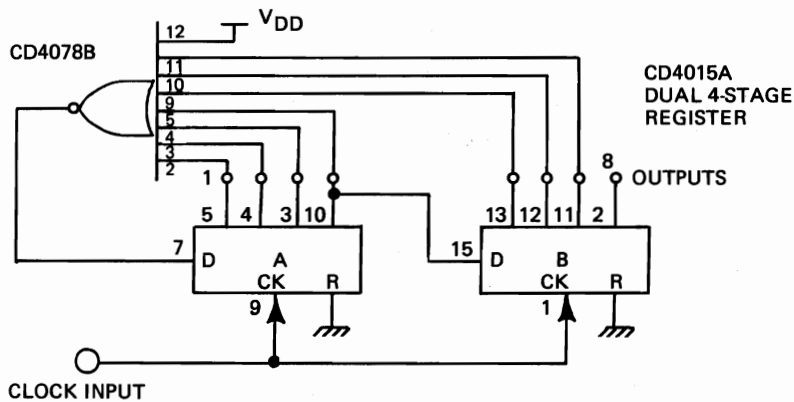 12
V_DD
CD4078B
11
10
9
5
4
3
2
CD4015A
DUAL 4-STAGE
REGISTER
1
8
OUTPUTS
5 4 3 10
13 12 11 2
7
D A
CK R
9
15
D B
CK R
1
CLOCK INPUT